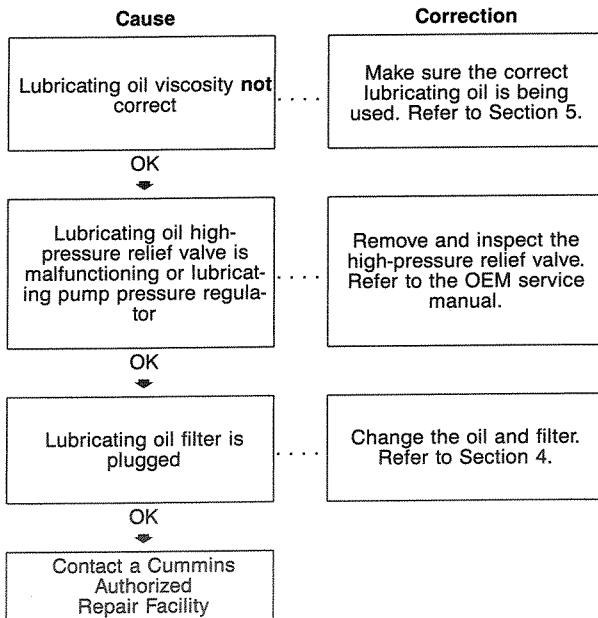 Cause
Correction
Lubricating oil viscosity not
correct
. . . .
Make sure the correct
lubricating oil is being
used. Refer to Section 5.
OK
Lubricating oil high-
pressure relief valve is
malfunctioning or lubricat-
ing pump pressure regula-
tor
. . . .
Remove and inspect the
high-pressure relief valve.
Refer to the OEM service
manual.
OK
Lubricating oil filter is
plugged
. . . .
Change the oil and filter.
Refer to Section 4.
OK
Contact a Cummins
Authorized
Repair Facility